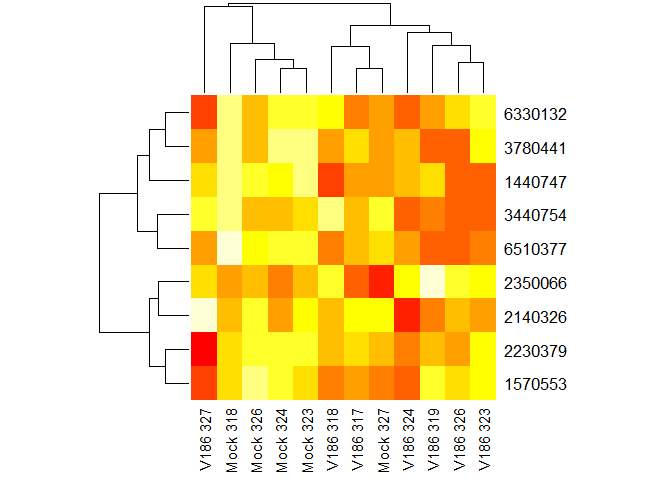 6330132
3780441
1440747
3440754
6510377
2350066
2140326
2230379
1570553
V186 327
Mock 318
Mock 326
Mock 324
Mock 323
V186 318
V186 317
Mock 327
V186 324
V186 319
V186 326
V186 323